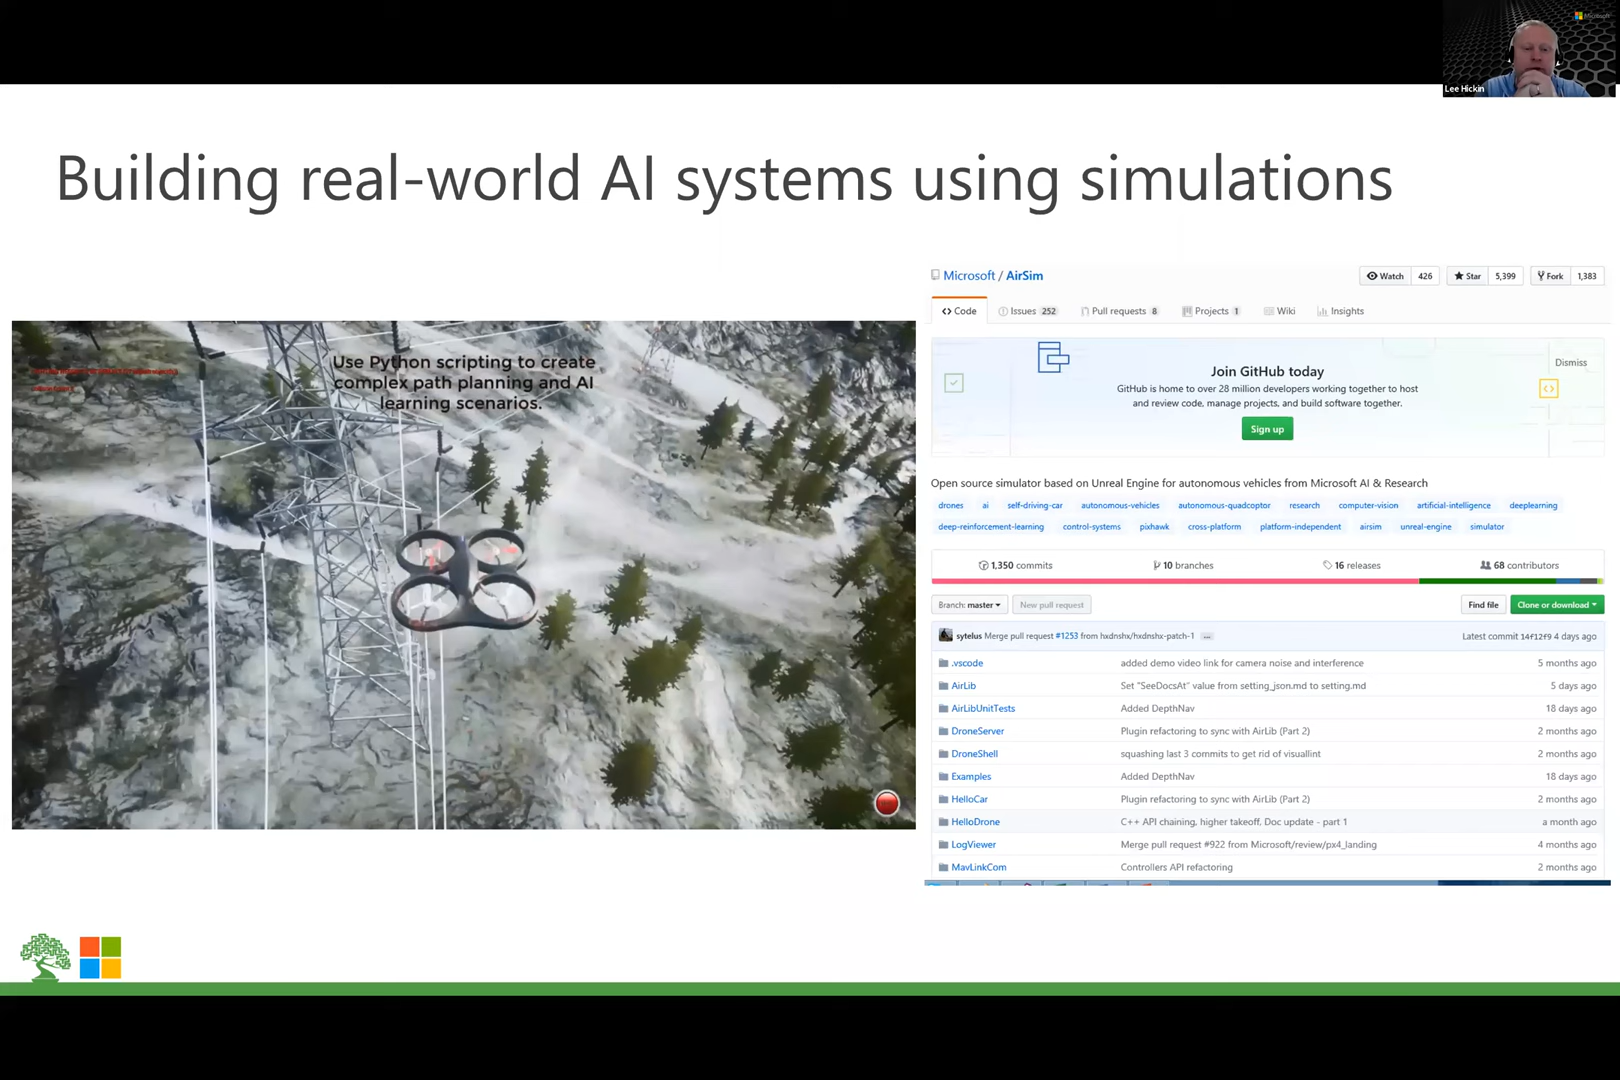 Microsoft
Lee Hickin
Building real-world AI systems using simulations
Use Python scripting to create
complex path planning and AI
learning scenarios.
Microsoft / AirSim
Watch 426 Star 5,399 Fork 1,383
Code Issues 252 Pull requests 8 Projects 1 Wiki Insights
Join GitHub today
Dismiss
GitHub is home to over 28 million developers working together to host
and review code, manage projects, and build software together.
Sign up
Open source simulator based on Unreal Engine for autonomous vehicles from Microsoft AI & Research
drones ai self-driving-car autonomous-vehicles autonomous-quadcoptor research computer-vision artificial-intelligence deeplearning
deep-reinforcement-learning control-systems pixhawk cross-platform platform-independent airsim unreal-engine simulator
1,350 commits 10 branches 16 releases 68 contributors
Branch: master New pull request Find file Clone or download
sytelus Merge pull request #1253 from hxdnshx/hxdnshx-patch-1 ... Latest commit 14f12f9 4 days ago
.vscode added demo video link for camera noise and interference 5 months ago
AirLib Set "SeeDocsAt" value from setting_json.md to setting.md 5 days ago
AirLibUnitTests Added DepthNav 18 days ago
DroneServer Plugin refactoring to sync with AirLib (Part 2) 2 months ago
DroneShell squashing last 3 commits to get rid of visuallint 2 months ago
Examples Added DepthNav 18 days ago
HelloCar Plugin refactoring to sync with AirLib (Part 2) 2 months ago
HelloDrone C++ API chaining, higher takeoff, Doc update - part 1 a month ago
LogViewer Merge pull request #922 from Microsoft/review/px4_landing 4 months ago
MavLinkCom Controllers API refactoring 2 months ago